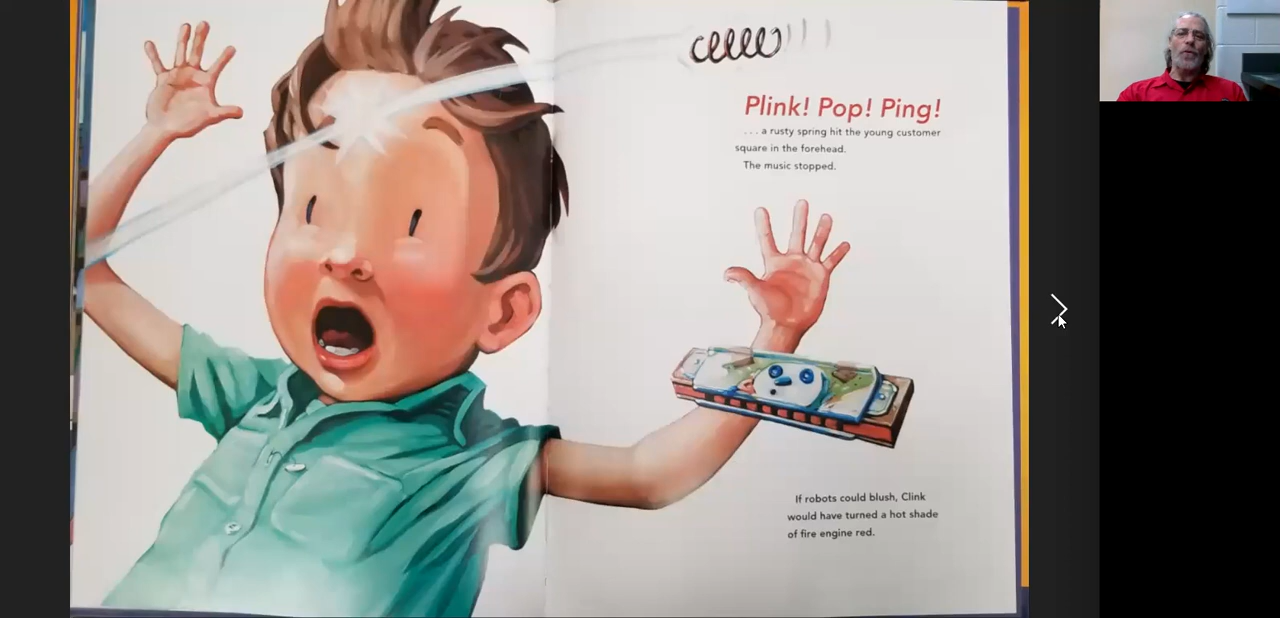 Plink! Pop! Ping!
. . . a rusty spring hit the young customer
square in the forehead.
The music stopped.
If robots could blush, Clink
would have turned a hot shade
of fire engine red.